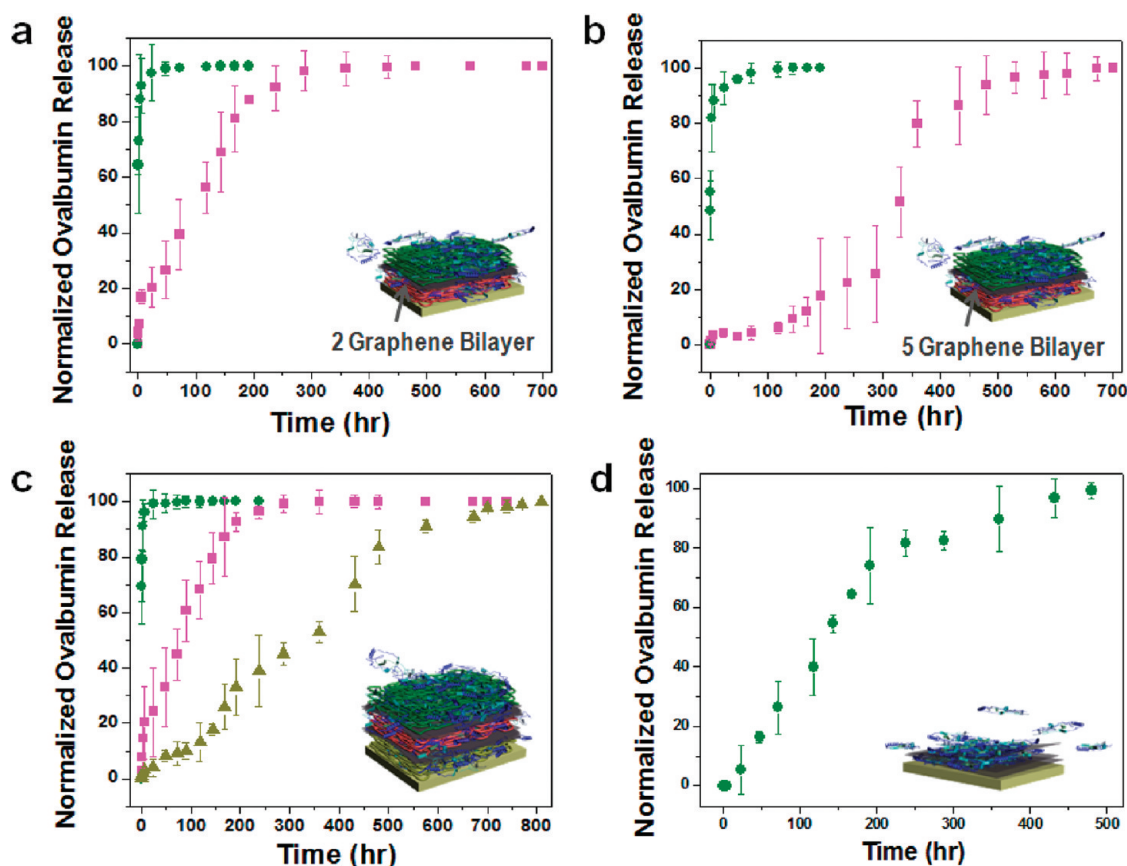 a
Normalized Ovalbumin Release
100
80
60
40
20
0
2 Graphene Bilayer
0 100 200 300 400 500 600 700
Time (hr)
b
Normalized Ovalbumin Release
100
80
60
40
20
0
5 Graphene Bilayer
0 100 200 300 400 500 600 700
Time (hr)
c
Normalized Ovalbumin Release
100
80
60
40
20
0
0 100 200 300 400 500 600 700 800
Time (hr)
d
Normalized Ovalbumin Release
100
80
60
40
20
0
0 100 200 300 400 500
Time (hr)